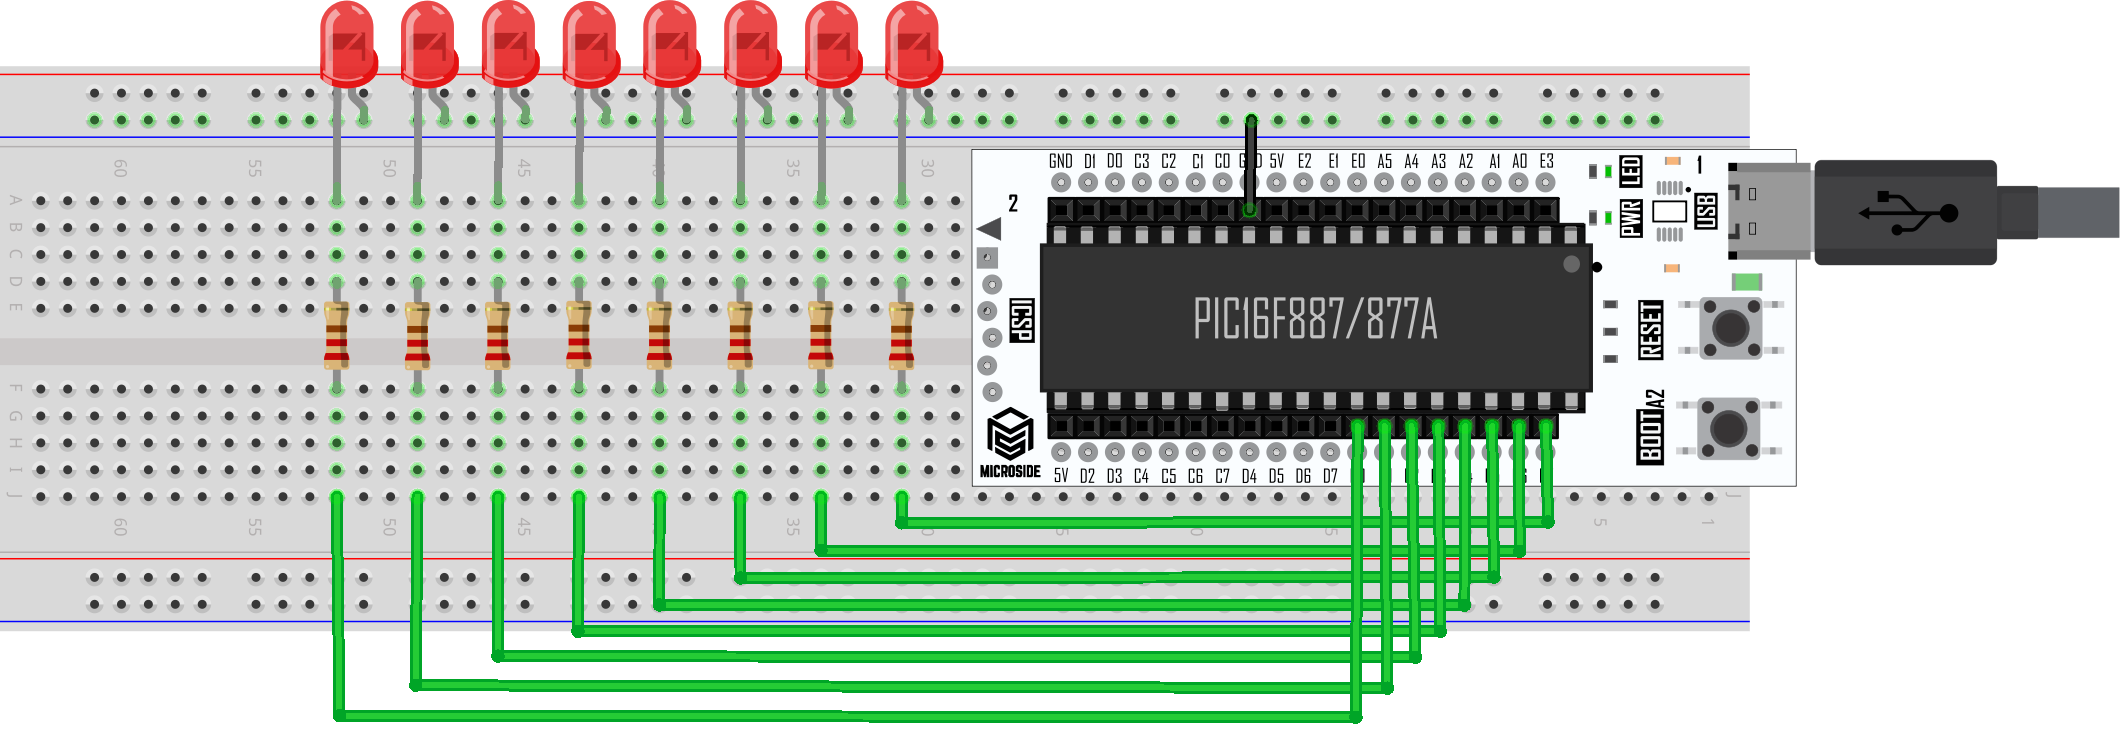 60 55 50 45 35 30
A
B
C
D
E
GND D1 D0 C3 C2 C1 C0 GND 5V E2 E1 E0 A5 A4 A3 A2 A1 A0 E3
LED
1
PWR
USB
2
ICSP
PIC16F887/877A
RESET
BOOT A2
MICROSIDE
5V D2 D3 C4 C5 C6 C7 D4 D5 D6 D7
F
G
H
I
J
J
60 55 50 45 35 5 1